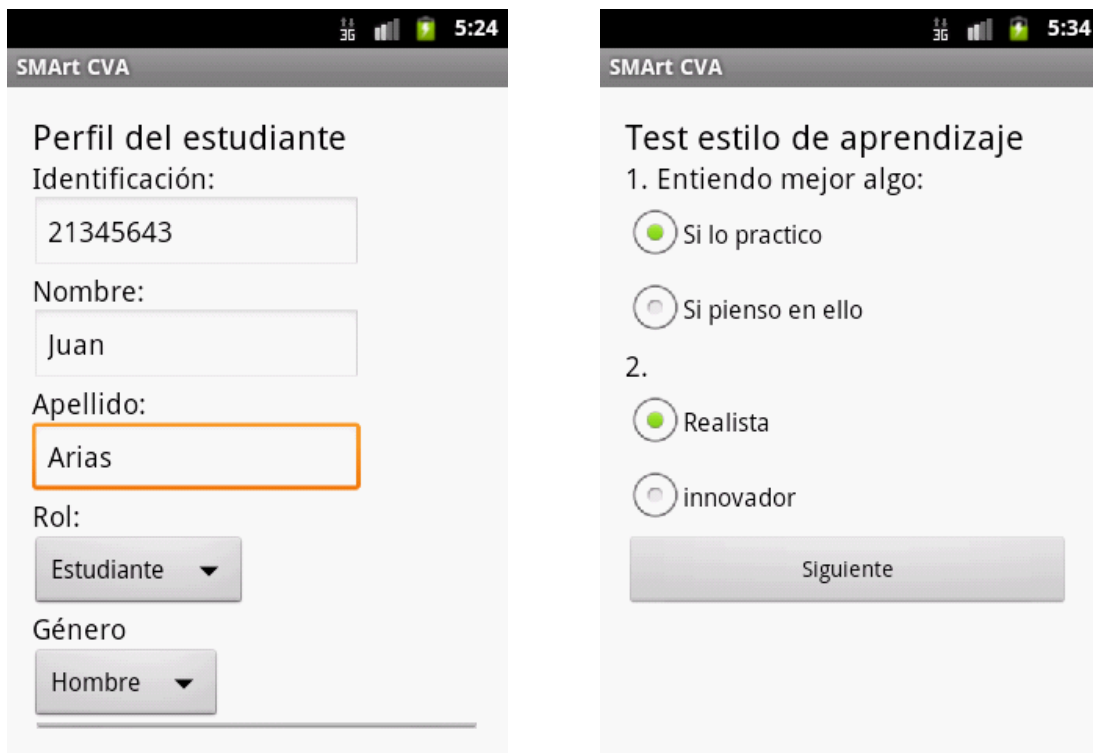 3G 5:24
SMArt CVA
Perfil del estudiante
Identificación:
21345643
Nombre:
Juan
Apellido:
Arias
Rol:
Estudiante
Género
Hombre
3G 5:34
SMArt CVA
Test estilo de aprendizaje
1. Entiendo mejor algo:
Si lo practico
Si pienso en ello
2.
Realista
innovador
Siguiente